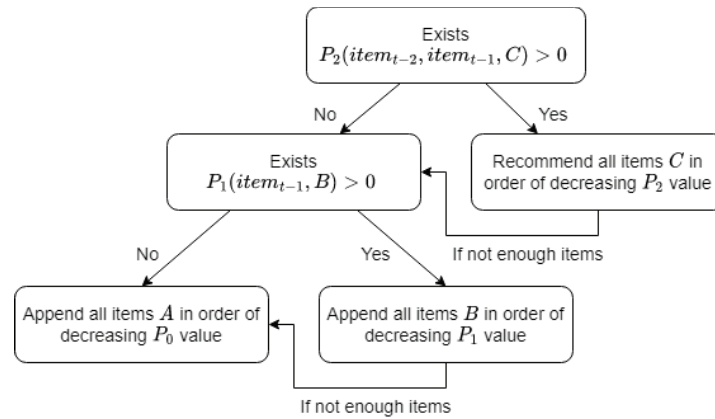 Exists
P₂(itemₜ₋₂, itemₜ₋₁, C) > 0
No
Yes
Exists
P₁(itemₜ₋₁, B) > 0
Recommend all items C in
order of decreasing P₂ value
No
Yes
If not enough items
Append all items A in order of
decreasing P₀ value
Append all items B in order of
decreasing P₁ value
If not enough items